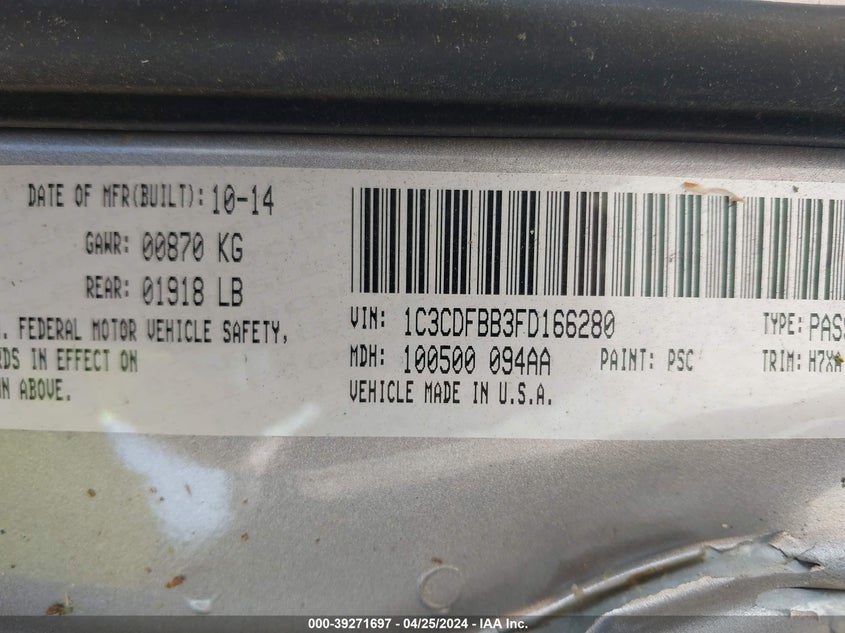 DATE OF MFR(BUILT): 10-14
GAWR: 00870 KG
REAR: 01918 LB
FEDERAL MOTOR VEHICLE SAFETY,
IN EFFECT ON
ABOVE.
VIN: 1C3CDFBB3FD166280 TYPE: PASS
MDH: 100500 094AA PAINT: PSC TRIM: H7XA
VEHICLE MADE IN U.S.A.
000-39271697 - 04/25/2024 - IAA Inc.